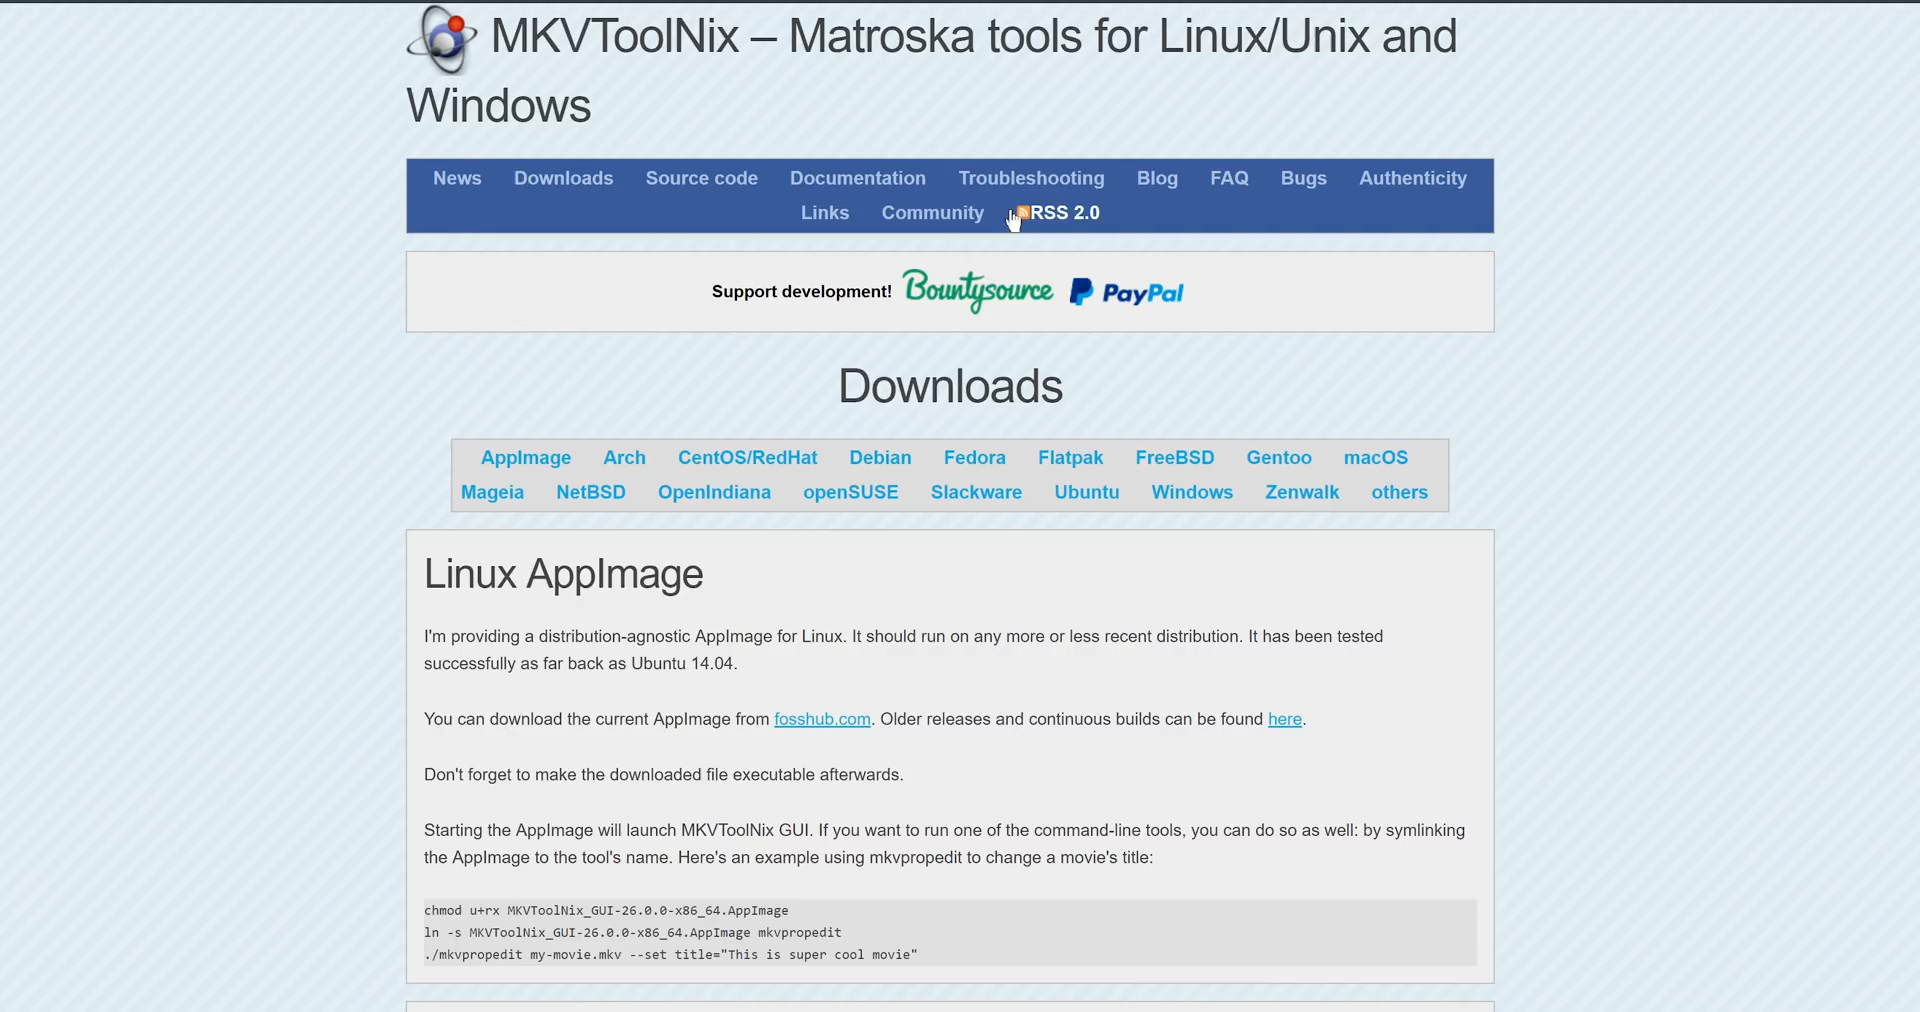 MKVToolNix – Matroska tools for Linux/Unix and
Windows
News Downloads Source code Documentation Troubleshooting Blog FAQ Bugs Authenticity
Links Community RSS 2.0
Support development! Bountysource PayPal
Downloads
AppImage Arch CentOS/RedHat Debian Fedora Flatpak FreeBSD Gentoo macOS
Mageia NetBSD OpenIndiana openSUSE Slackware Ubuntu Windows Zenwalk others
Linux AppImage
I'm providing a distribution-agnostic AppImage for Linux. It should run on any more or less recent distribution. It has been tested
successfully as far back as Ubuntu 14.04.
You can download the current AppImage from fosshub.com. Older releases and continuous builds can be found here.
Don't forget to make the downloaded file executable afterwards.
Starting the AppImage will launch MKVToolNix GUI. If you want to run one of the command-line tools, you can do so as well: by symlinking
the AppImage to the tool's name. Here's an example using mkvpropedit to change a movie's title:
chmod u+rx MKVToolNix_GUI-26.0.0-x86_64.AppImage
ln -s MKVToolNix_GUI-26.0.0-x86_64.AppImage mkvpropedit
./mkvpropedit my-movie.mkv --set title="This is super cool movie"